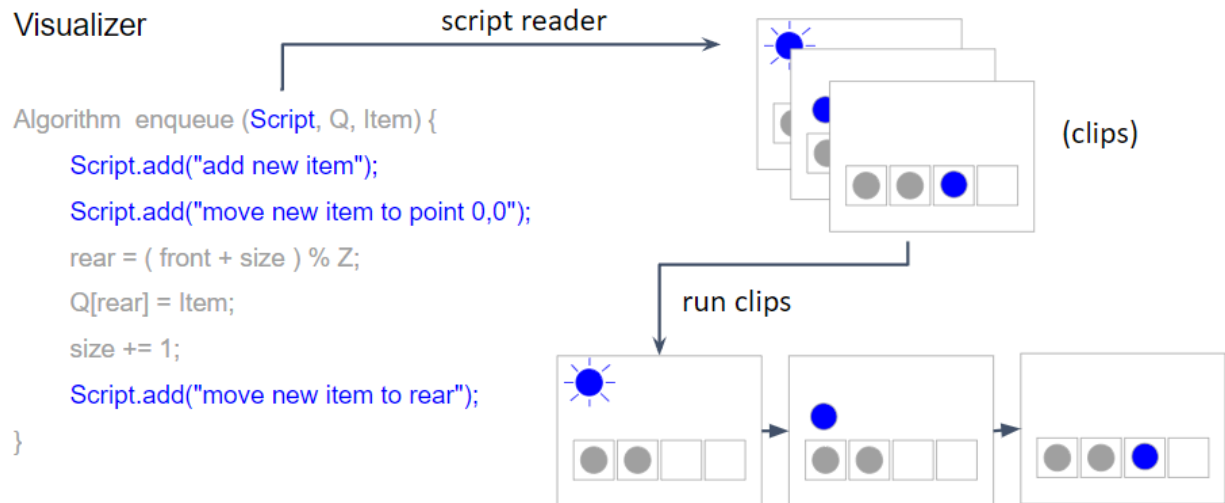 Visualizer
script reader
Algorithm enqueue (Script, Q, Item) {
Script.add("add new item");
Script.add("move new item to point 0,0");
rear = ( front + size ) % Z;
Q[rear] = Item;
size += 1;
Script.add("move new item to rear");
}
(clips)
run clips